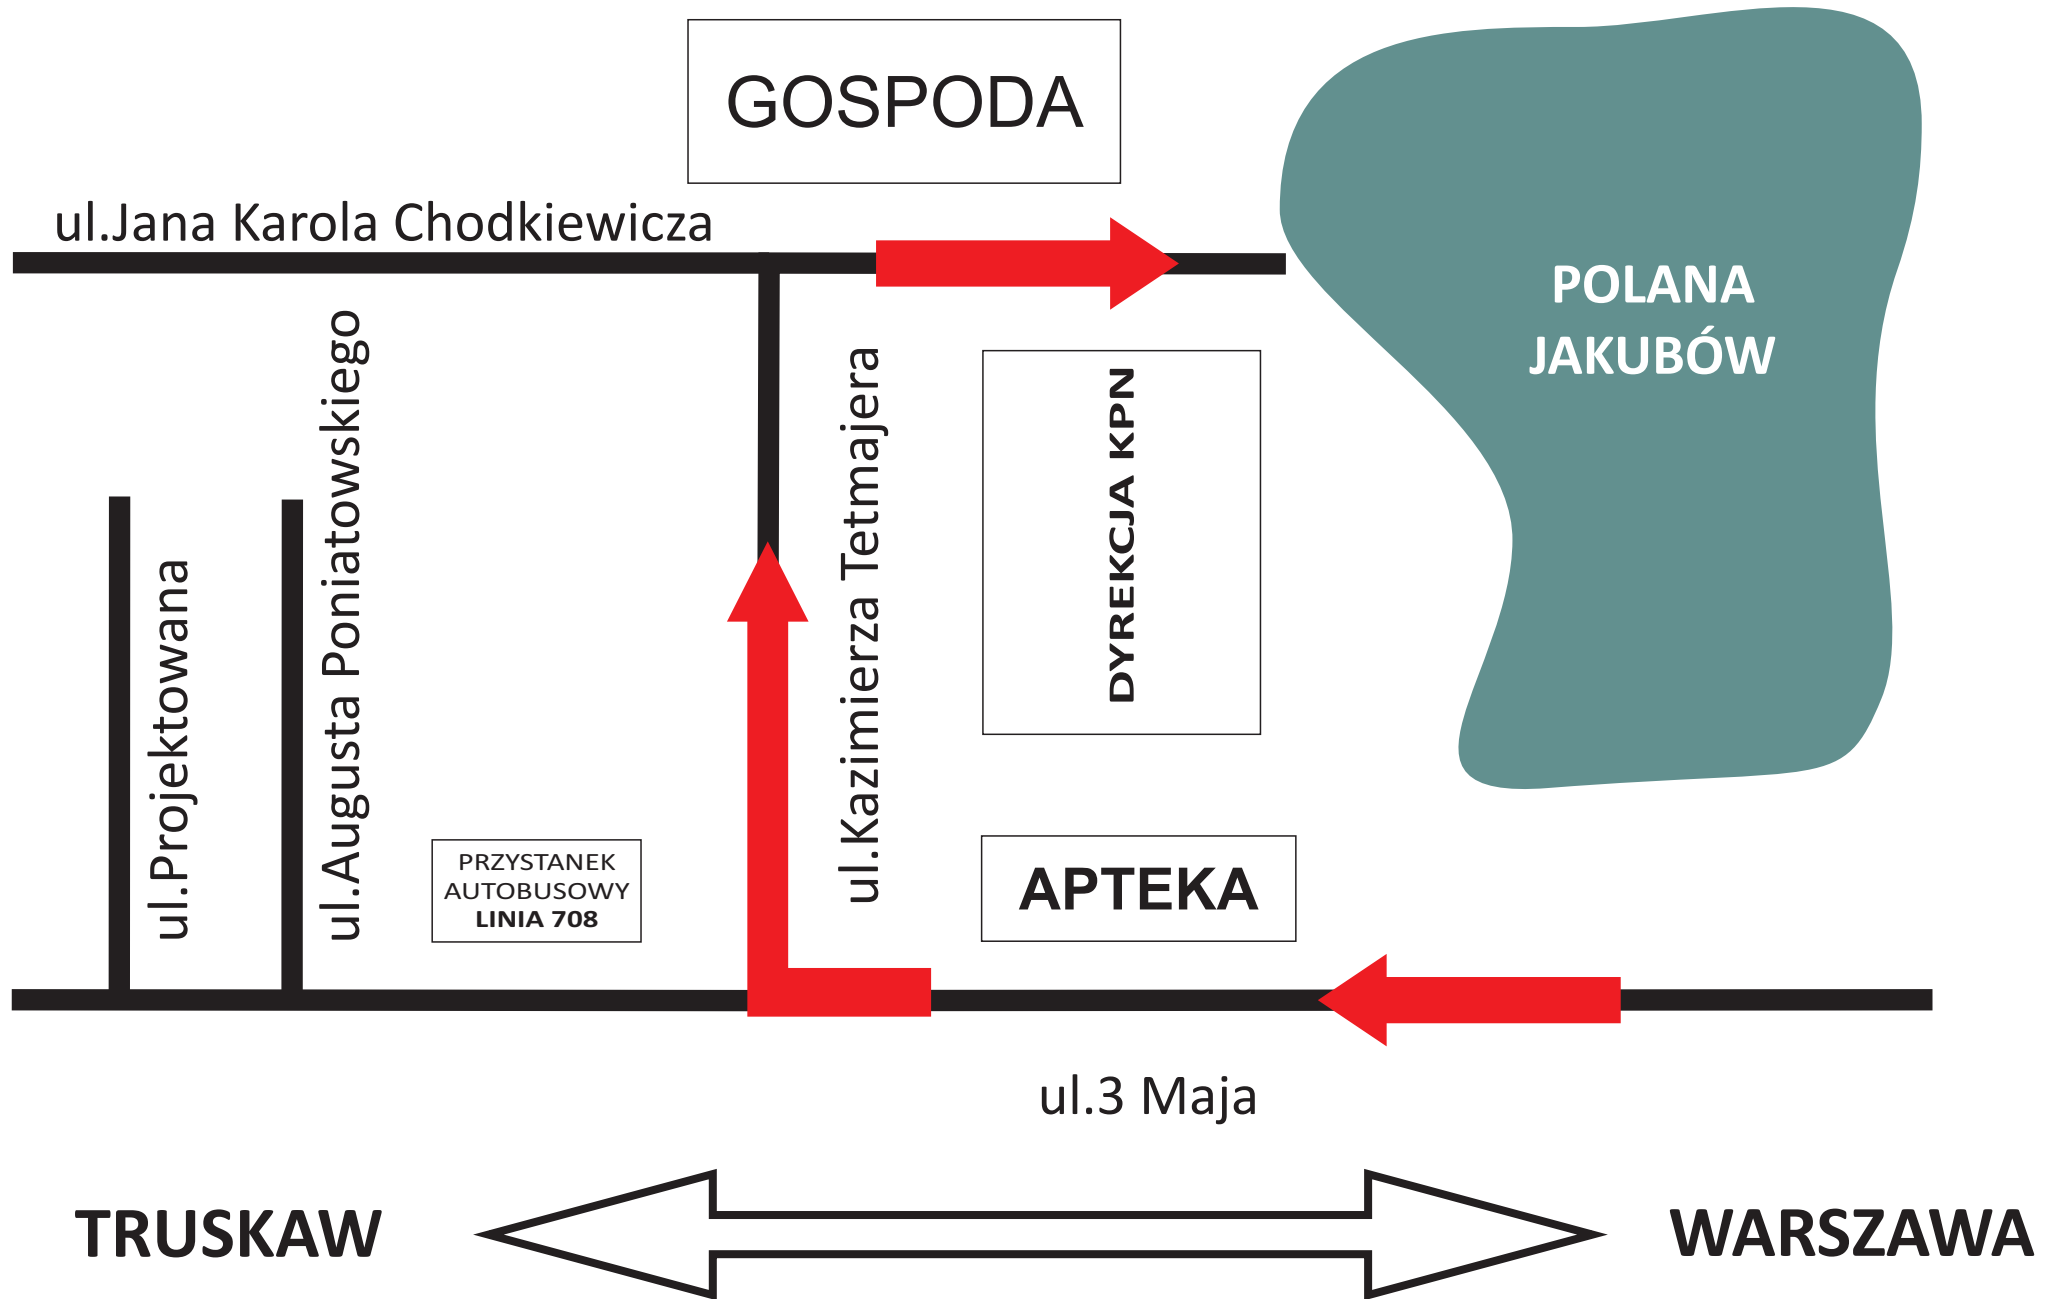 GOSPODA
ul.Jana Karola Chodkiewicza
POLANA
JAKUBÓW
ul.Projektowana
ul.Augusta Poniatowskiego
ul.Kazimierza Tetmajera
DYREKCJA KPN
PRZYSTANEK
AUTOBUSOWY
LINIA 708
APTEKA
ul.3 Maja
TRUSKAW
WARSZAWA